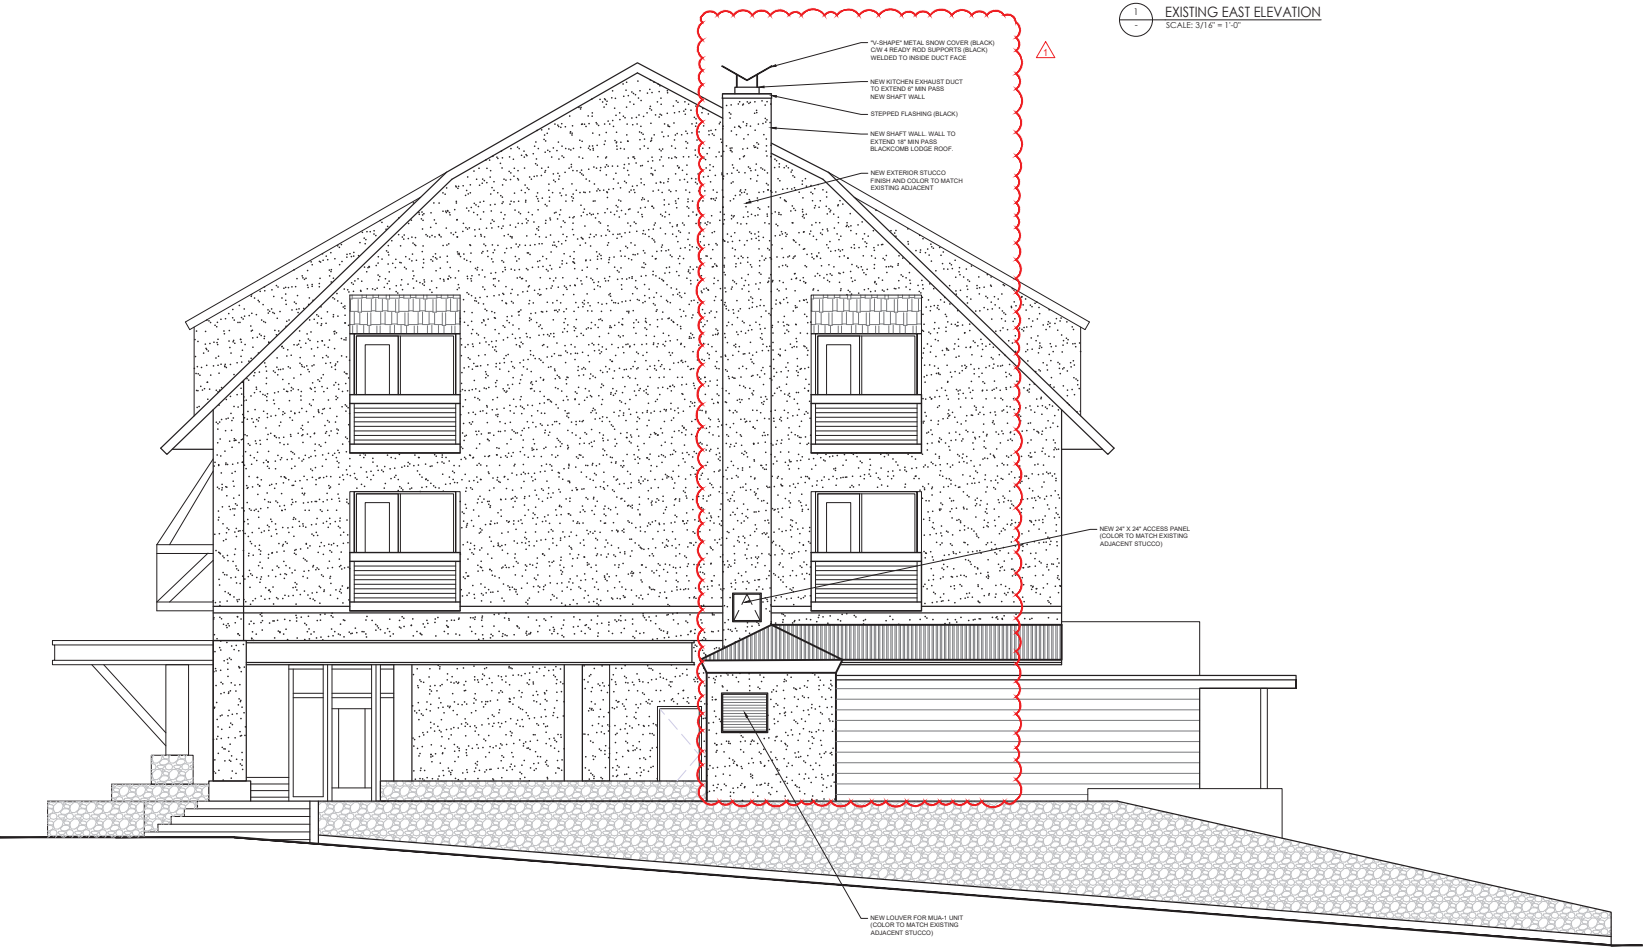 1
-
EXISTING EAST ELEVATION
SCALE: 3/16" = 1'-0"
1
"V-SHAPE" METAL SNOW COVER (BLACK)
C/W 4 READY ROD SUPPORTS (BLACK)
WELDED TO INSIDE DUCT FACE
NEW KITCHEN EXHAUST DUCT
TO EXTEND 6" MIN PASS
NEW SHAFT WALL
STEPPED FLASHING (BLACK)
NEW SHAFT WALL. WALL TO
EXTEND 18" MIN PASS
BLACKCOMB LODGE ROOF.
NEW EXTERIOR STUCCO
FINISH AND COLOR TO MATCH
EXISTING ADJACENT
NEW 24" X 24" ACCESS PANEL
(COLOR TO MATCH EXISTING
ADJACENT STUCCO)
NEW LOUVER FOR MUA-1 UNIT
(COLOR TO MATCH EXISTING
ADJACENT STUCCO)